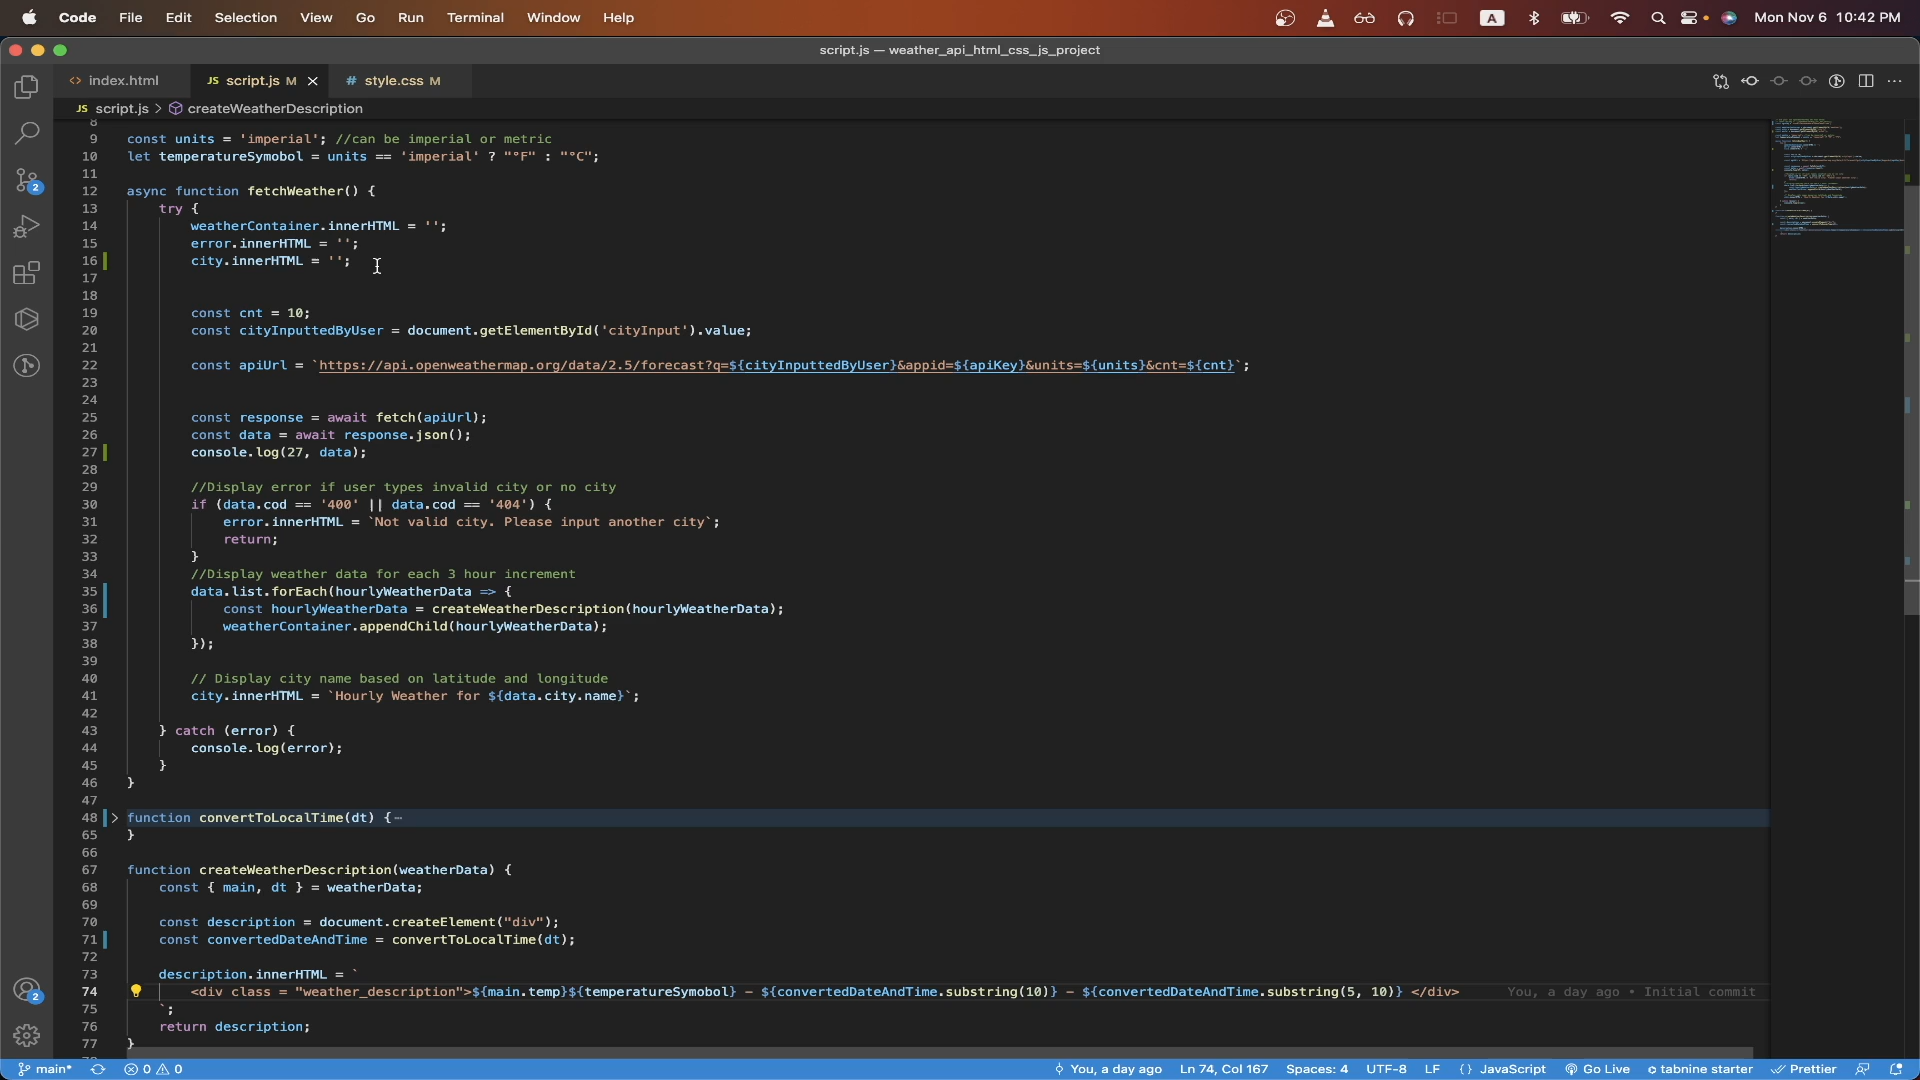 Code File Edit Selection View Go Run Terminal Window Help A Mon Nov 6 10:42 PM
script.js — weather_api_html_css_js_project
<> index.html JS script.js M # style.css M
JS script.js > createWeatherDescription
8
9 const units = 'imperial'; //can be imperial or metric
10 let temperatureSymobol = units == 'imperial' ? "°F" : "°C";
11
12 async function fetchWeather() {
13 try {
14 weatherContainer.innerHTML = '';
15 error.innerHTML = '';
16 city.innerHTML = '';
17
18
19 const cnt = 10;
20 const cityInputtedByUser = document.getElementById('cityInput').value;
21
22 const apiUrl = `https://api.openweathermap.org/data/2.5/forecast?q=${cityInputtedByUser}&appid=${apiKey}&units=${units}&cnt=${cnt}`;
23
24
25 const response = await fetch(apiUrl);
26 const data = await response.json();
27 console.log(27, data);
28
29 //Display error if user types invalid city or no city
30 if (data.cod == '400' || data.cod == '404') {
31 error.innerHTML = `Not valid city. Please input another city`;
32 return;
33 }
34 //Display weather data for each 3 hour increment
35 data.list.forEach(hourlyWeatherData => {
36 const hourlyWeatherData = createWeatherDescription(hourlyWeatherData);
37 weatherContainer.appendChild(hourlyWeatherData);
38 });
39
40 // Display city name based on latitude and longitude
41 city.innerHTML = `Hourly Weather for ${data.city.name}`;
42
43 } catch (error) {
44 console.log(error);
45 }
46 }
47
48 > function convertToLocalTime(dt) {⋯
65 }
66
67 function createWeatherDescription(weatherData) {
68 const { main, dt } = weatherData;
69
70 const description = document.createElement("div");
71 const convertedDateAndTime = convertToLocalTime(dt);
72
73 description.innerHTML = `
74 <div class = "weather_description">${main.temp}${temperatureSymobol} - ${convertedDateAndTime.substring(10)} - ${convertedDateAndTime.substring(5, 10)} </div> You, a day ago • Initial commit
75 `;
76 return description;
77 }
2
2
main* 0 0 You, a day ago Ln 74, Col 167 Spaces: 4 UTF-8 LF {} JavaScript Go Live tabnine starter Prettier